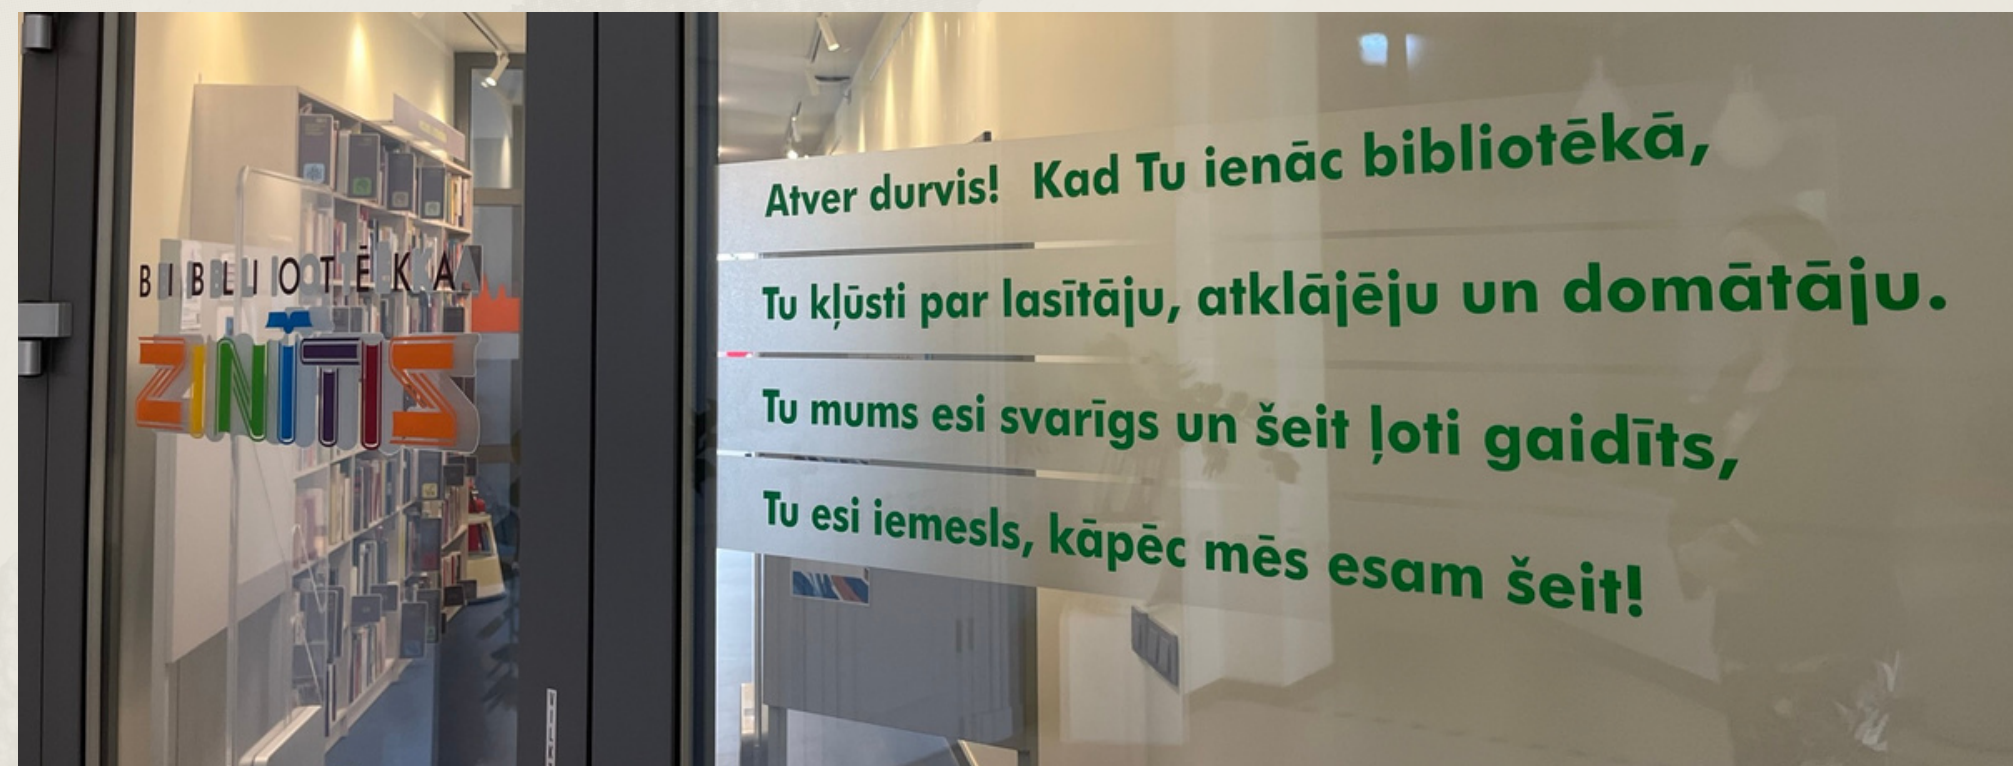 BIBLIOTĒKA
ZINĪTIS
Atver durvis! Kad Tu ienāc bibliotēkā,
Tu kļūsti par lasītāju, atklājēju un domātāju.
Tu mums esi svarīgs un šeit ļoti gaidīts,
Tu esi iemesls, kāpēc mēs esam šeit!